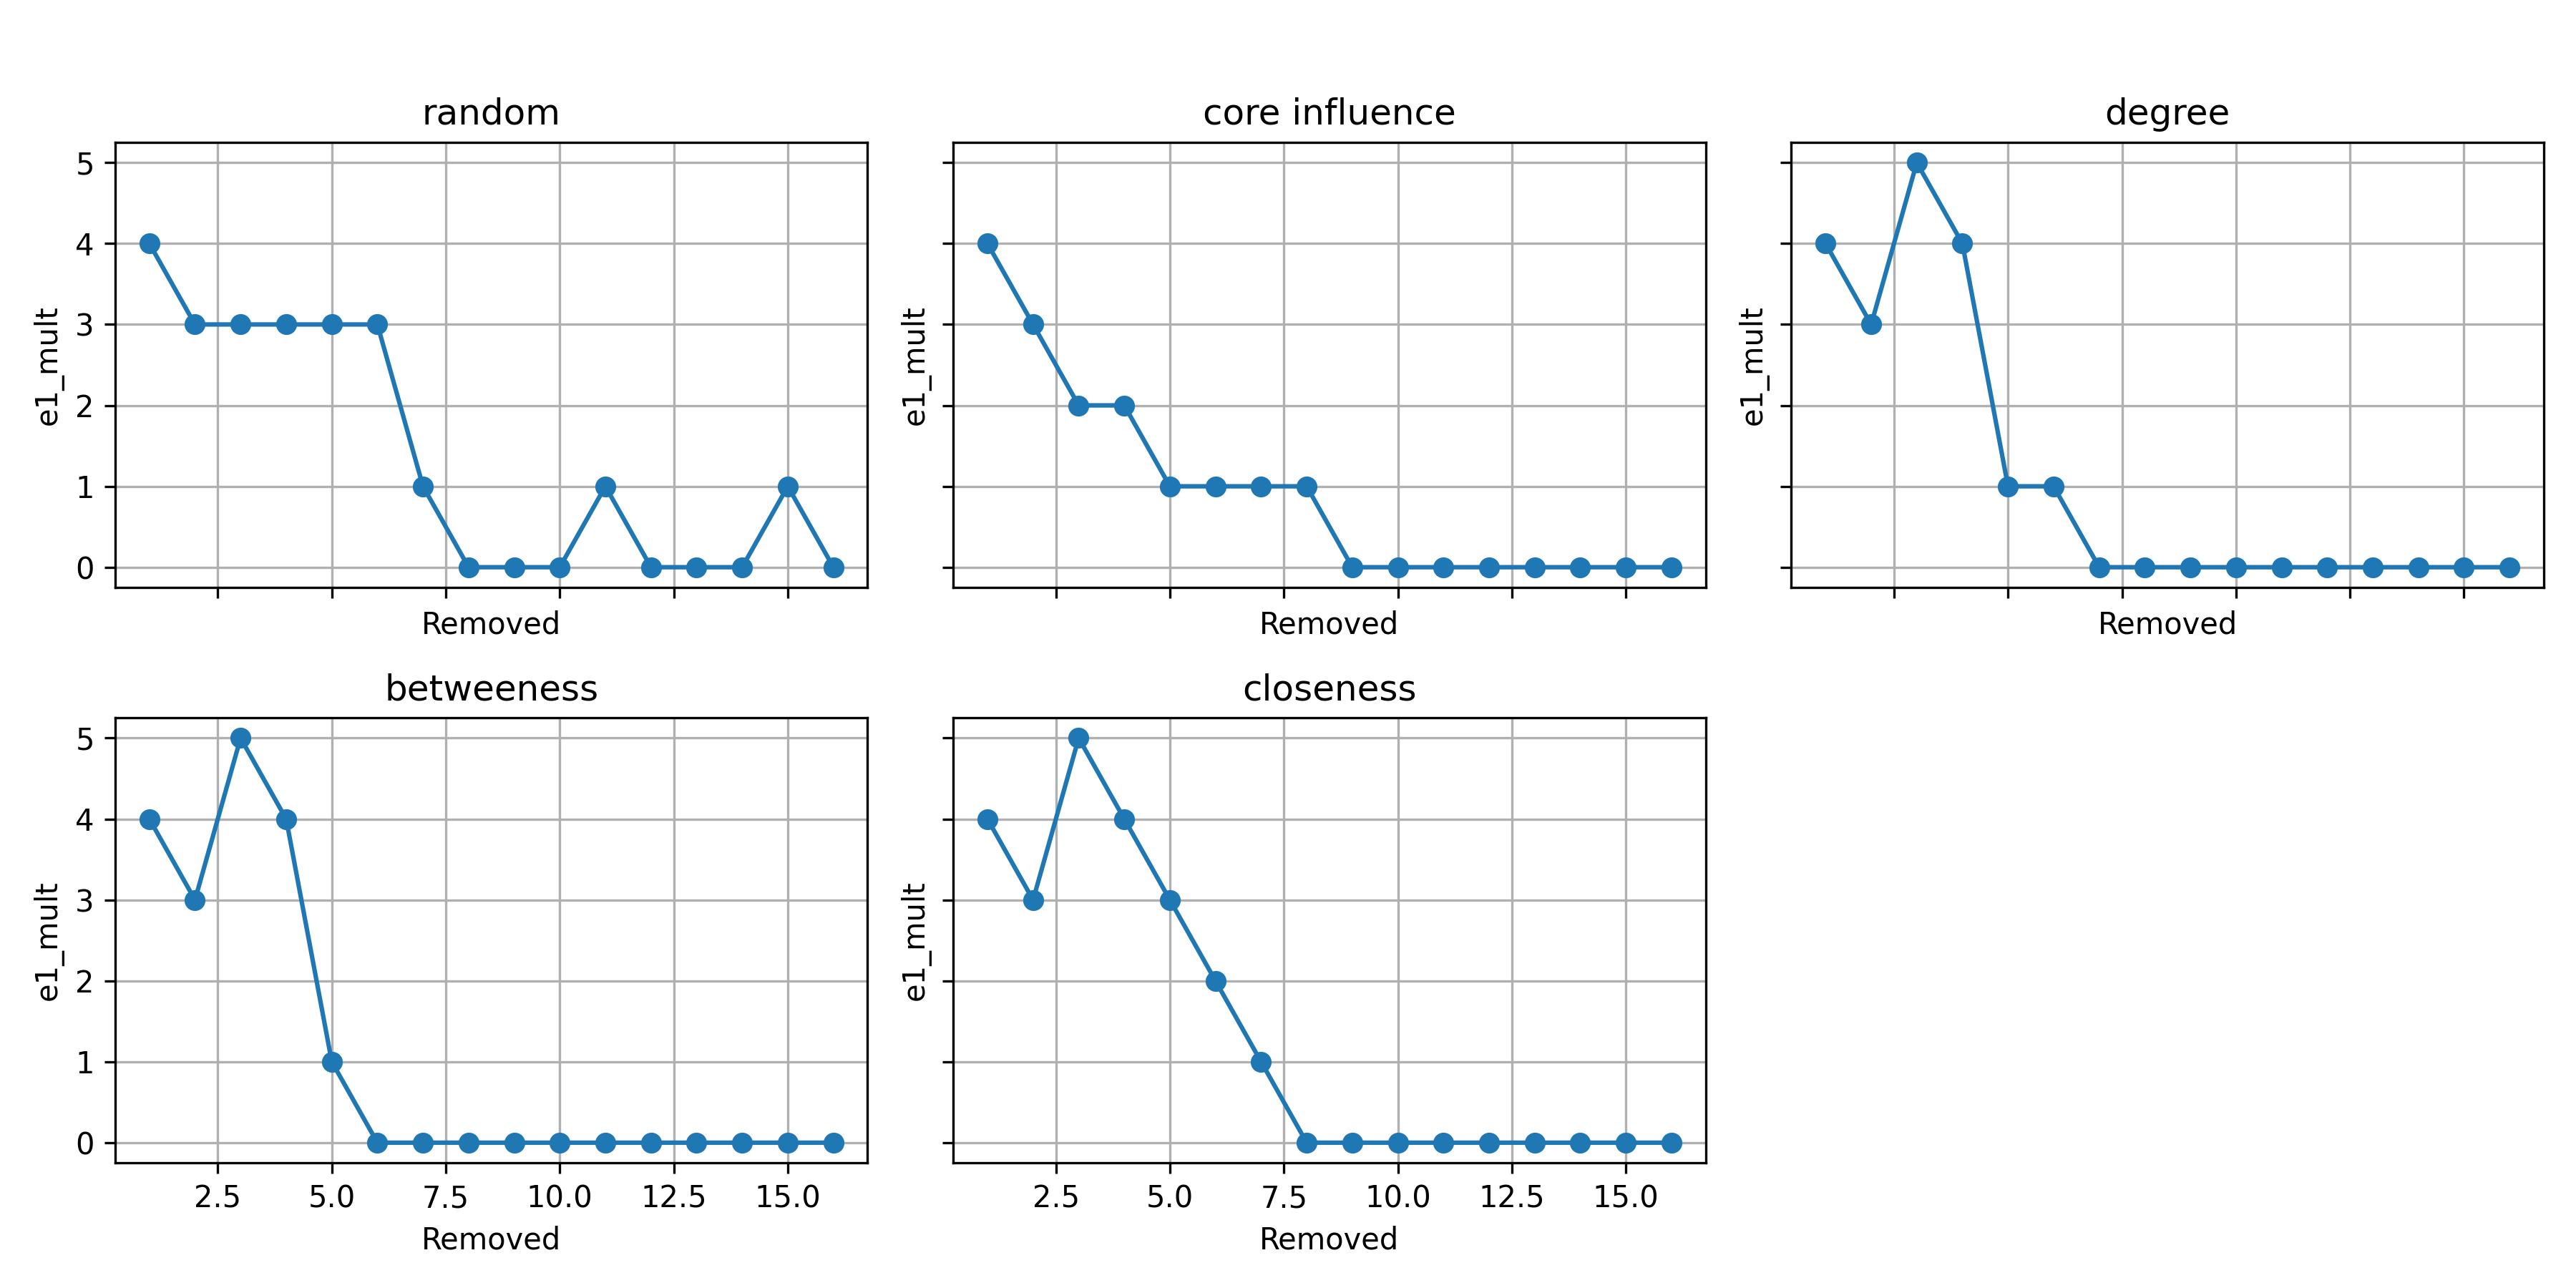 random
core influence
degree
5
4
3
2
1
0
e1_mult
e1_mult
e1_mult
Removed
Removed
Removed
betweeness
closeness
5
4
3
2
1
0
e1_mult
e1_mult
2.5 5.0 7.5 10.0 12.5 15.0
2.5 5.0 7.5 10.0 12.5 15.0
Removed
Removed